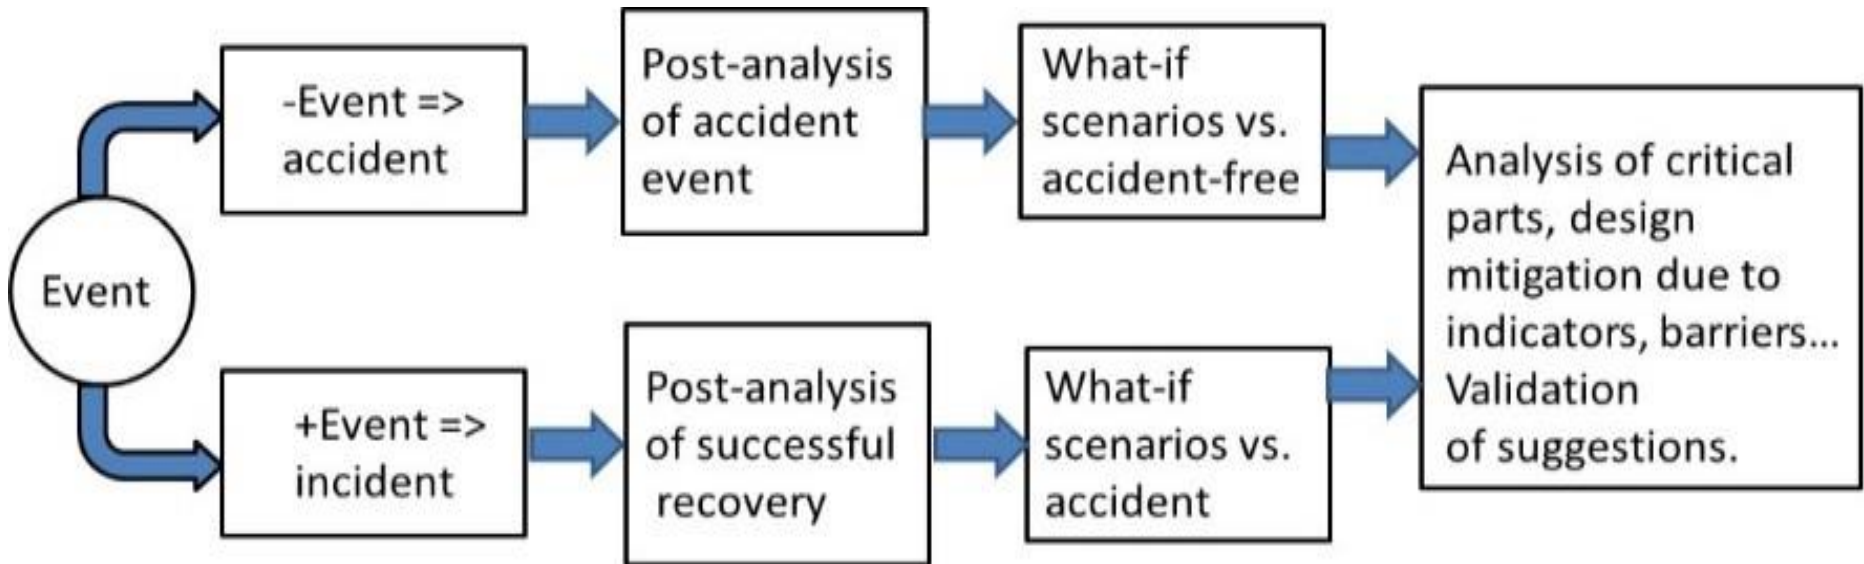 Event
-Event =>
accident
Post-analysis
of accident
event
What-if
scenarios vs.
accident-free
+Event =>
incident
Post-analysis
of successful
recovery
What-if
scenarios vs.
accident
Analysis of critical
parts, design
mitigation due to
indicators, barriers...
Validation
of suggestions.